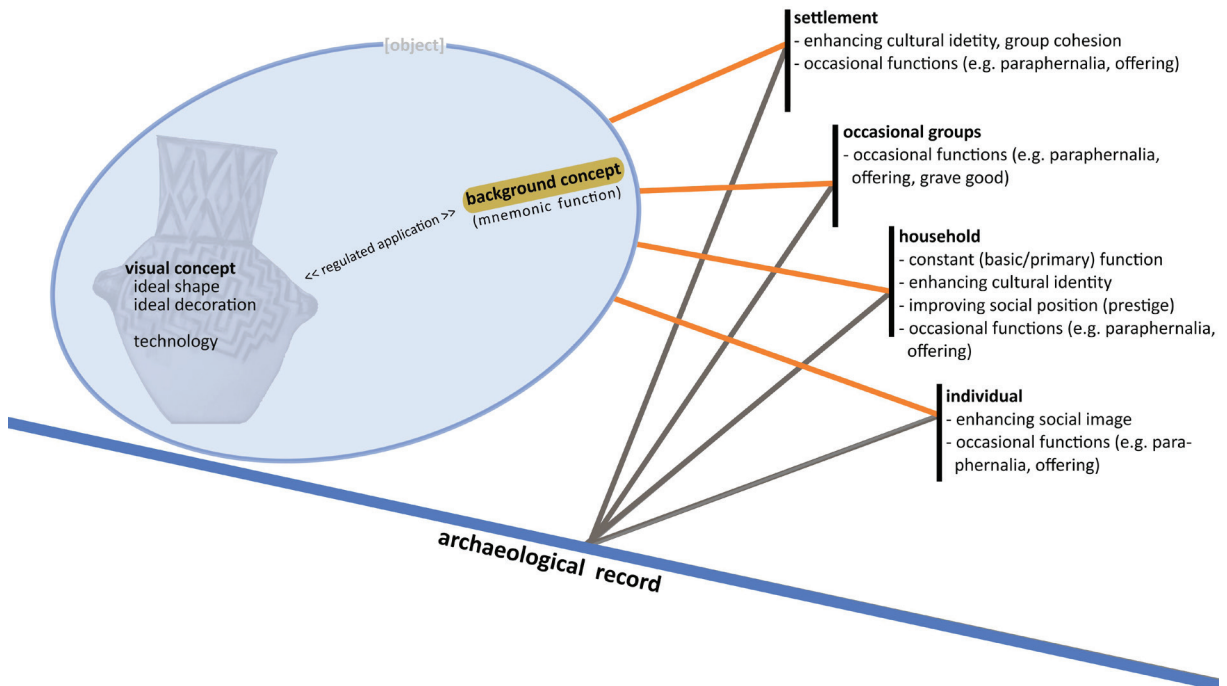 [object]
visual concept
ideal shape
ideal decoration
technology
<< regulated application >>
background concept
(mnemonic function)
settlement
- enhancing cultural idetity, group cohesion
- occasional functions (e.g. paraphernalia, offering)
occasional groups
- occasional functions (e.g. paraphernalia,
offering, grave good)
household
- constant (basic/primary) function
- enhancing cultural identity
- improving social position (prestige)
- occasional functions (e.g. paraphernalia,
offering)
individual
- enhancing social image
- occasional functions (e.g. para-
phernalia, offering)
archaeological record